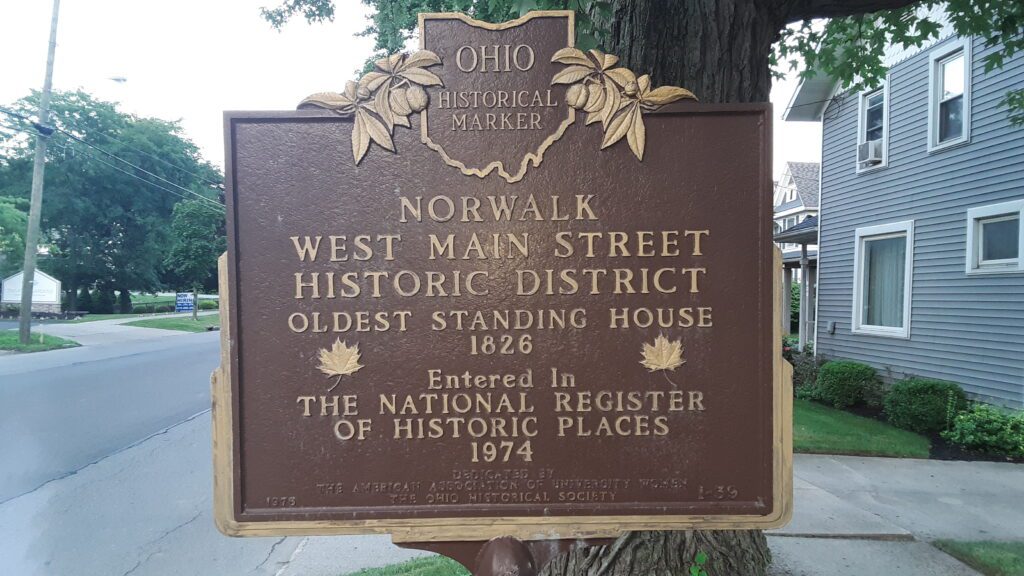 OHIO
HISTORICAL
MARKER
NORWALK
WEST MAIN STREET
HISTORIC DISTRICT
OLDEST STANDING HOUSE
1826
Entered In
THE NATIONAL REGISTER
OF HISTORIC PLACES
1974
DEDICATED BY
THE AMERICAN ASSOCIATION OF UNIVERSITY WOMEN
THE OHIO HISTORICAL SOCIETY
1975
1-39